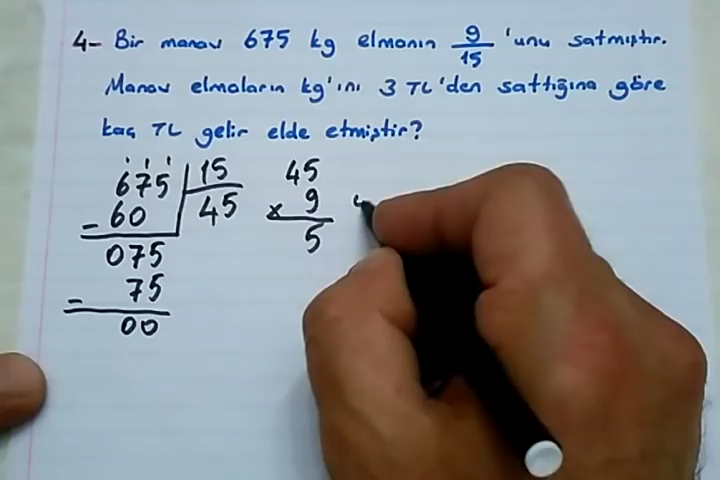 4- Bir manav 675 kg elmanın 9/15 'unu satmıştır.
Manav elmaların kg'ını 3 TL'den sattığına göre
kaç TL gelir elde etmiştir?
675 15
- 60 45
075
- 75
00
45
x 9
5